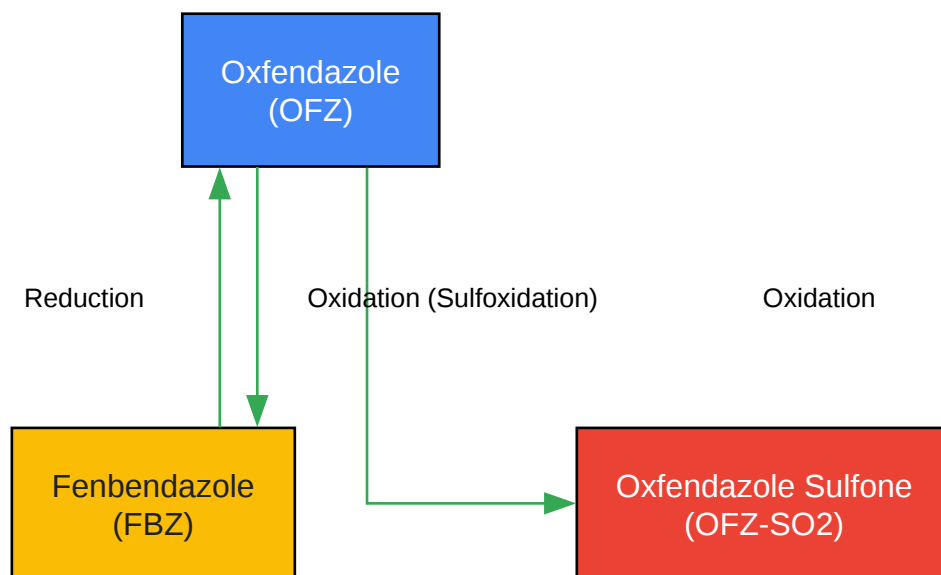 Oxfendazole
(OFZ)
Reduction
Oxidation (Sulfoxidation)
Oxidation
Fenbendazole
(FBZ)
Oxfendazole Sulfone
(OFZ-SO2)